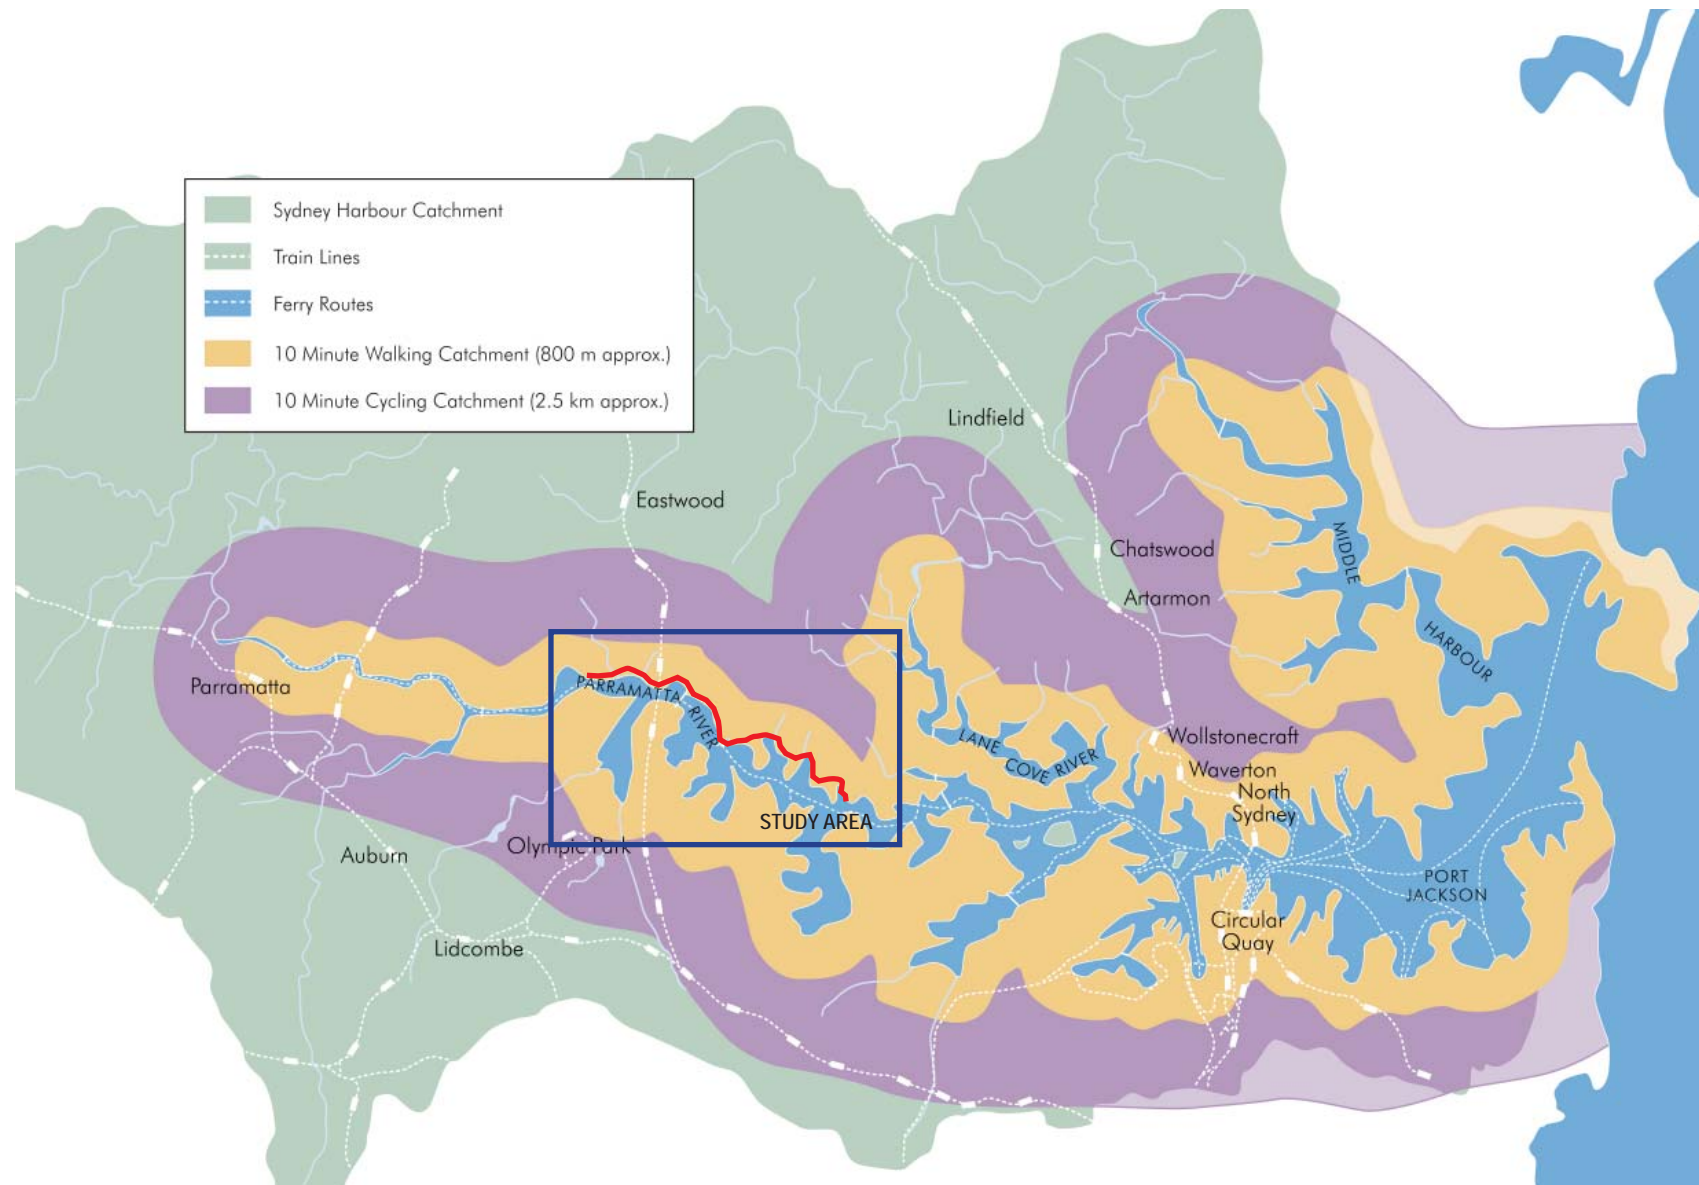 Sydney Harbour Catchment
Train Lines
Ferry Routes
10 Minute Walking Catchment (800 m approx.)
10 Minute Cycling Catchment (2.5 km approx.)
Lindfield
Eastwood
Chatswood
Artarmon
MIDDLE
HARBOUR
Parramatta
PARRAMATTA RIVER
LANE
COVE RIVER
Wollstonecraft
Waverton
North
Sydney
STUDY AREA
Olympic Park
Auburn
PORT
JACKSON
Circular
Quay
Lidcombe